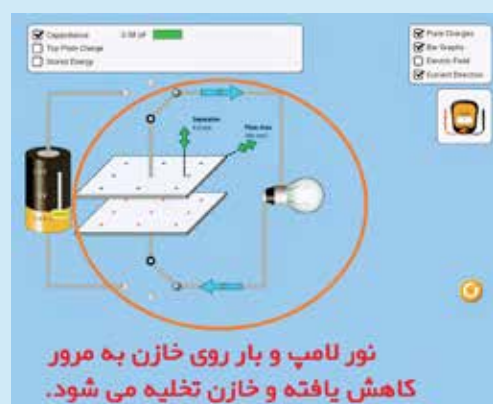 Capacitance
Top Plate Charge
Stored Energy
Plate Charges
Bar Graphs
Electric Field
Current Direction
Separation
Plate Area
نور لامپ و بار روی خازن به مرور
کاهش یافته و خازن تخلیه می شود.